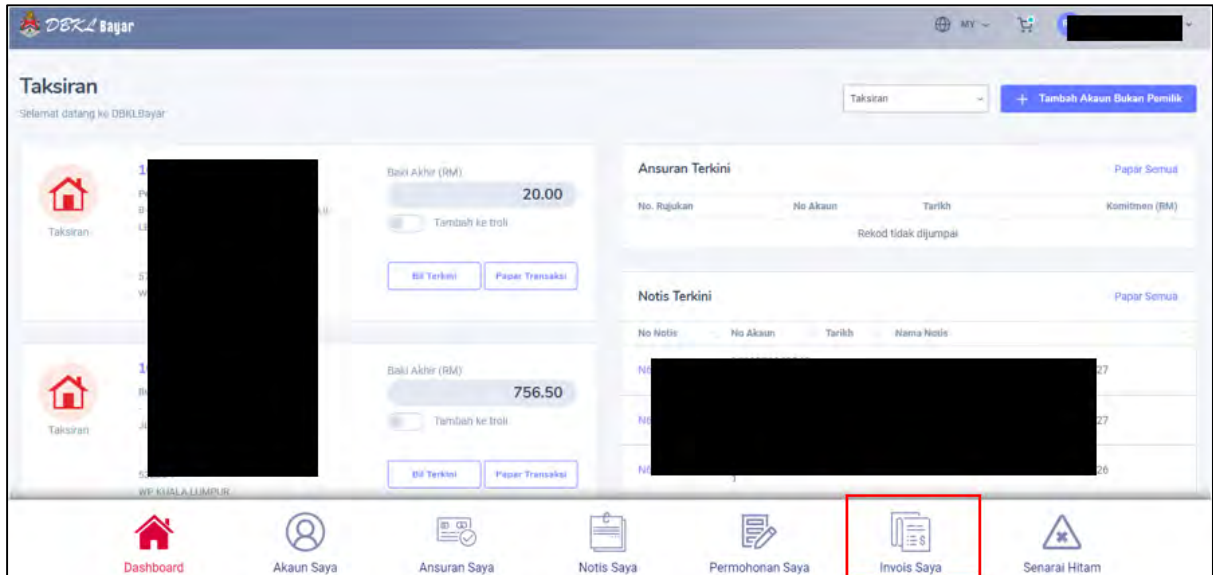 DBKL Bayar
MY
Taksiran
Selamat datang ke DBKLBayar
Taksiran
+ Tambah Akaun Bukan Pemilik
Taksiran
Baki Akhir (RM)
20.00
Tambah ke troli
Bil Terkini
Papar Transaksi
Ansuran Terkini
Papar Semua
No. Rujukan No Akaun Tarikh Komitmen (RM)
Rekod tidak dijumpai
Notis Terkini
Papar Semua
No Notis No Akaun Tarikh Nama Notis
27
27
26
Taksiran
Baki Akhir (RM)
756.50
Tambah ke troli
Bil Terkini
Papar Transaksi
WP KUALA LUMPUR
Dashboard
Akaun Saya
Ansuran Saya
Notis Saya
Permohonan Saya
Invois Saya
Senarai Hitam